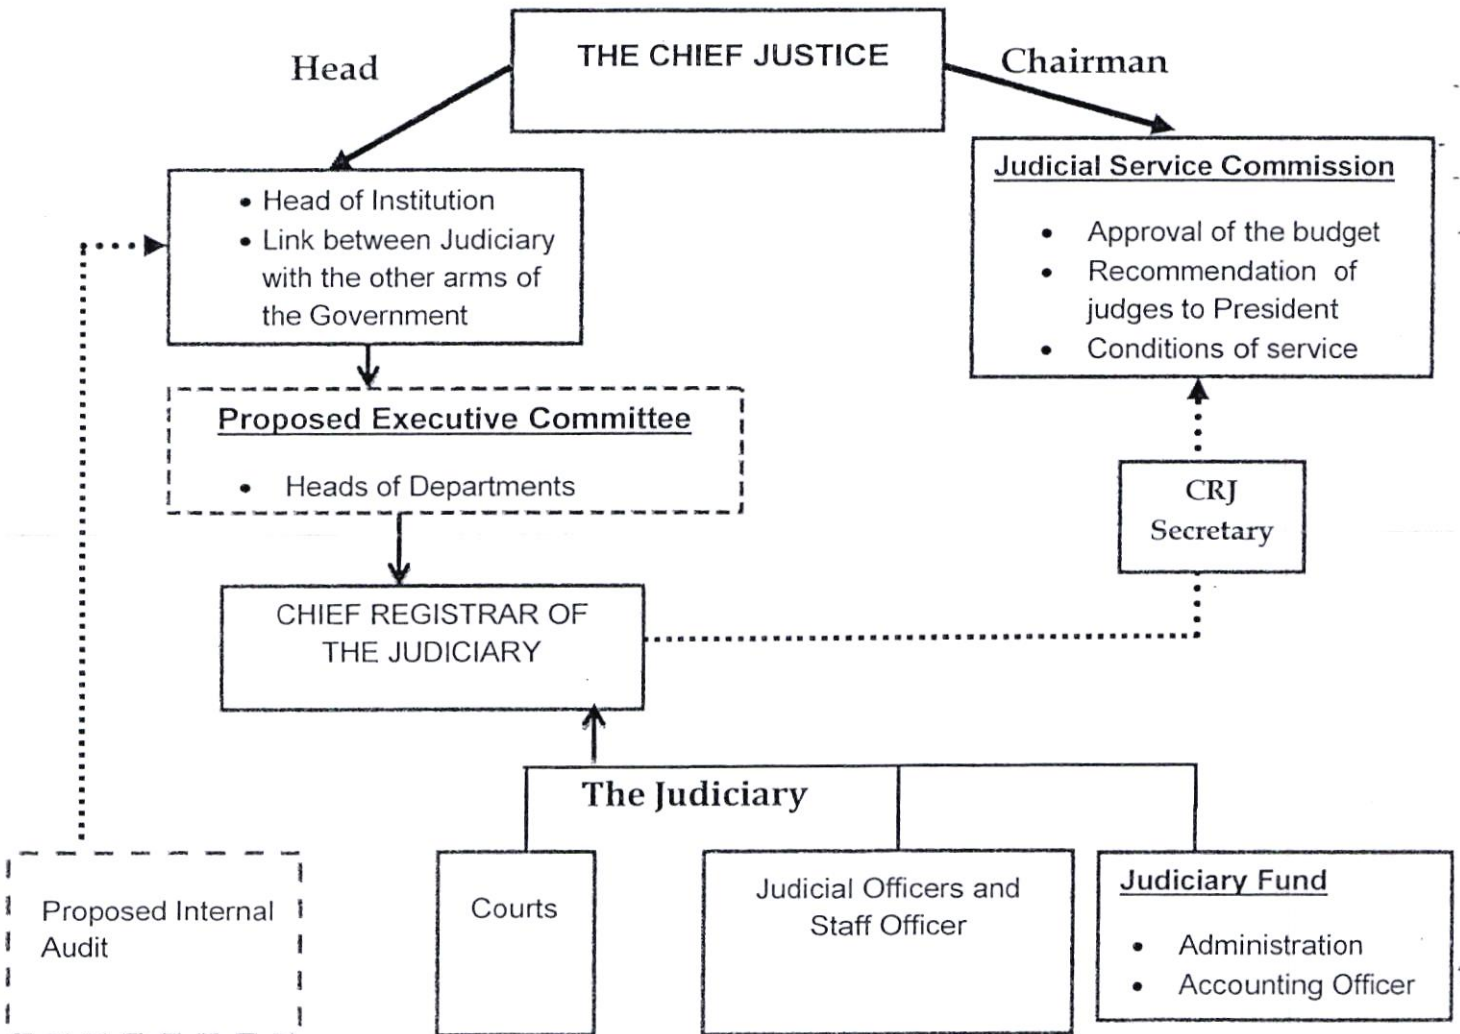 THE CHIEF JUSTICE
Head
Chairman
• Head of Institution
• Link between Judiciary
with the other arms of
the Government
Judicial Service Commission
• Approval of the budget
• Recommendation of
judges to President
• Conditions of service
Proposed Executive Committee
• Heads of Departments
CRJ
Secretary
CHIEF REGISTRAR OF
THE JUDICIARY
The Judiciary
Proposed Internal
Audit
Courts
Judicial Officers and
Staff Officer
Judiciary Fund
• Administration
• Accounting Officer